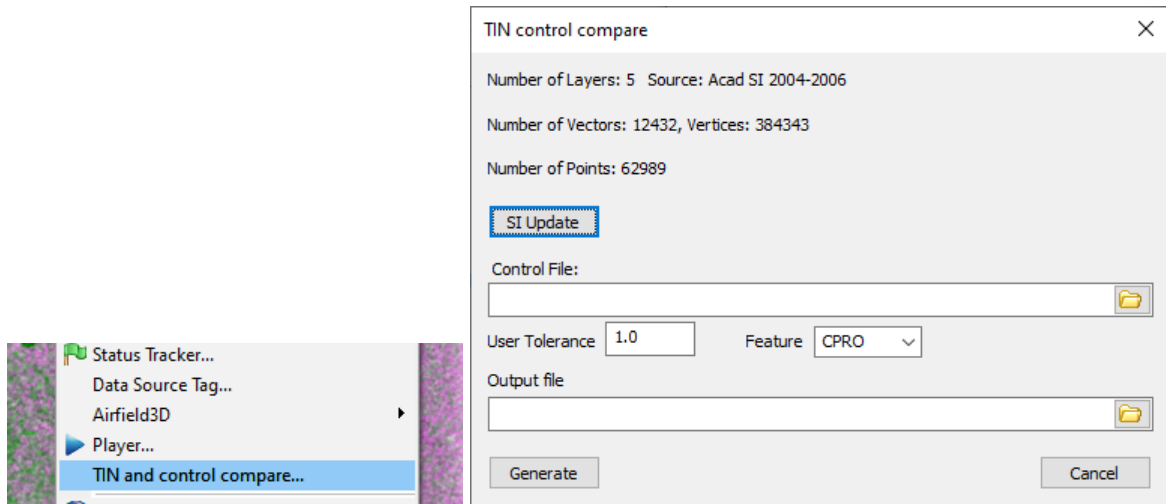 Status Tracker...
Data Source Tag...
Airfield3D
Player...
TIN and control compare...
TIN control compare
Number of Layers: 5 Source: Acad SI 2004-2006
Number of Vectors: 12432, Vertices: 384343
Number of Points: 62989
SI Update
Control File:
User Tolerance 1.0 Feature CPRO
Output file
Generate Cancel